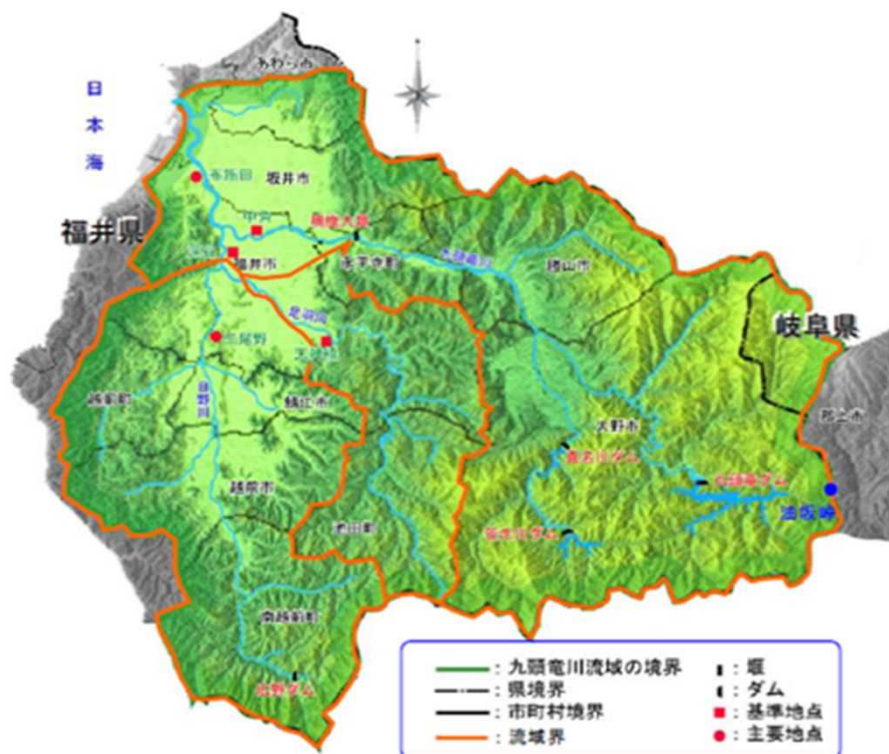 あわら市
日本海
布施田
坂井市
中角
鳴鹿大堰
福井県
福井市
永平寺町
九頭竜川
勝山市
足羽川
岐阜県
三尾野
天神橋
越前町
日野川
鯖江市
郡上市
大野市
真名川ダム
九頭竜ダム
油坂峠
越前市
池田町
笹生川ダム
南越前町
広野ダム
：九頭竜川流域の境界
：県境界
：市町村境界
：流域界
：堰
：ダム
：基準地点
：主要地点